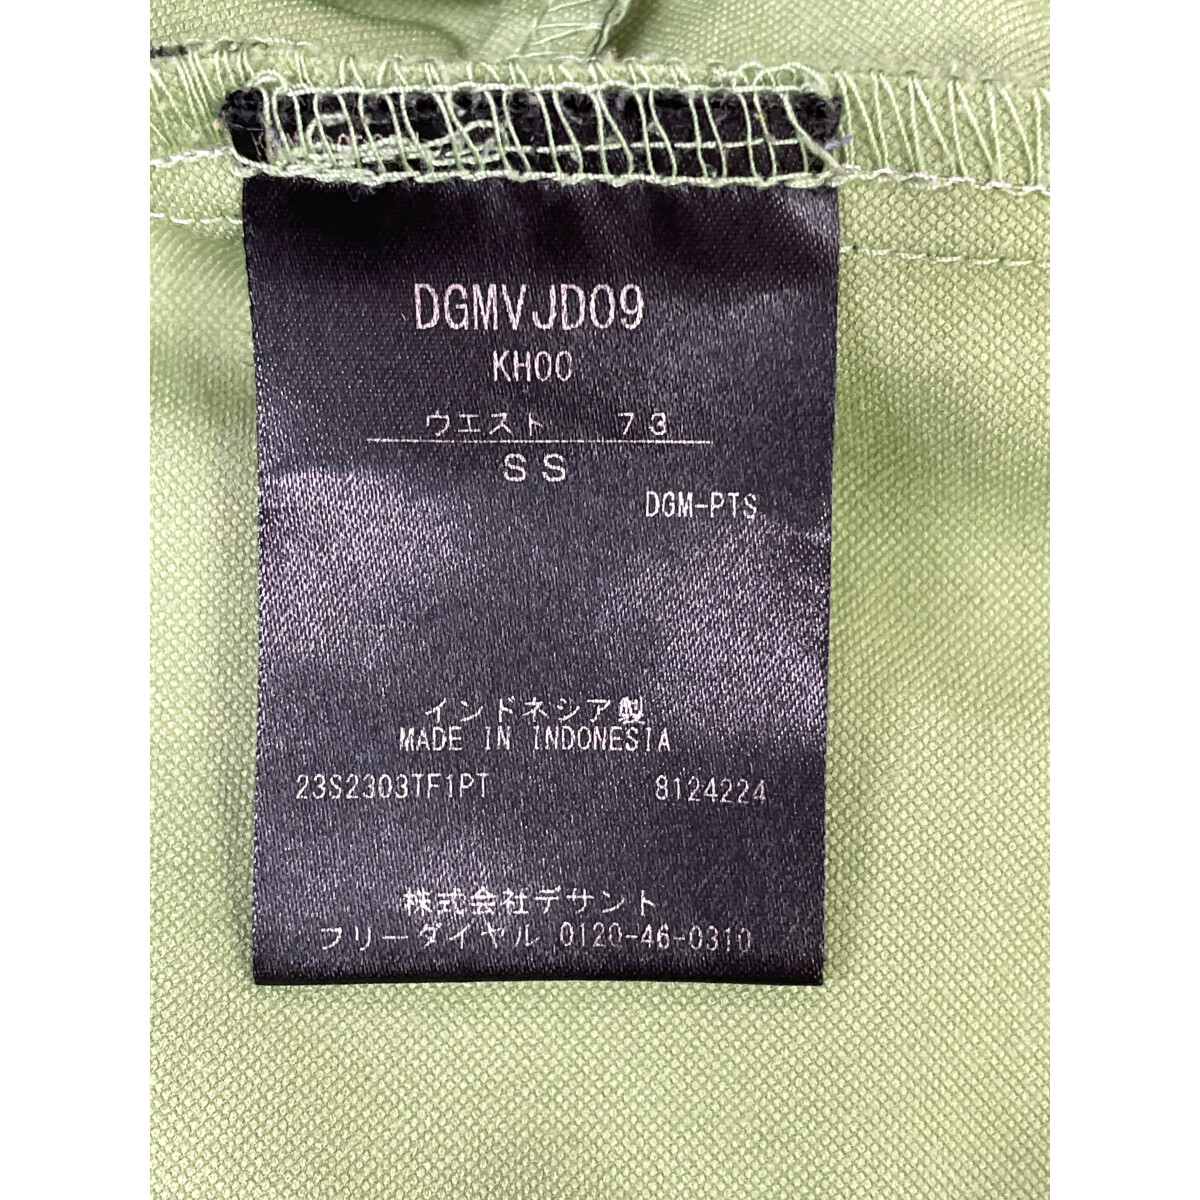 DGMVJD09
KH00
ウエスト　７３
ＳＳ
DGM-PTS
インドネシア製
MADE IN INDONESIA
23S2303TF1PT 8124224
株式会社デサント
フリーダイヤル 0120-46-0310